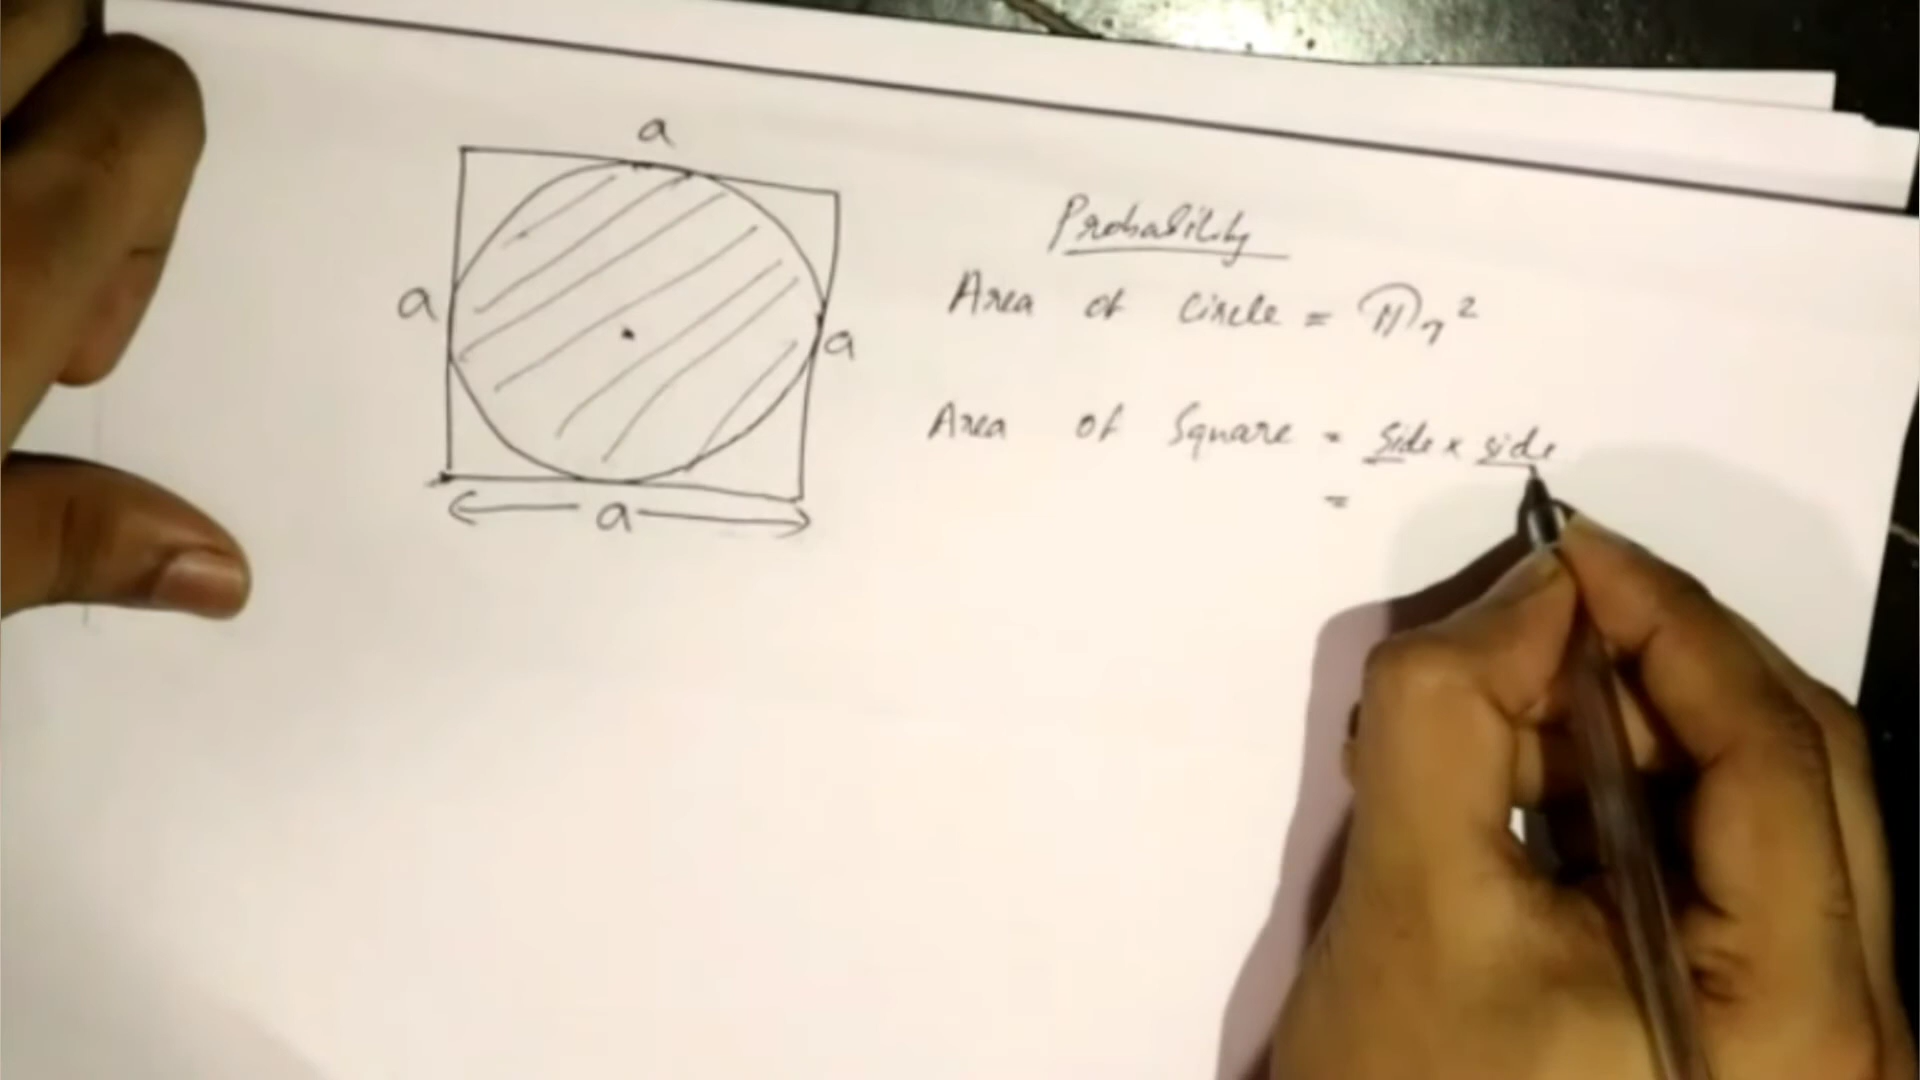 a
a
a
a
Probability
Area of circle = πr²
Area of Square = side × side
=